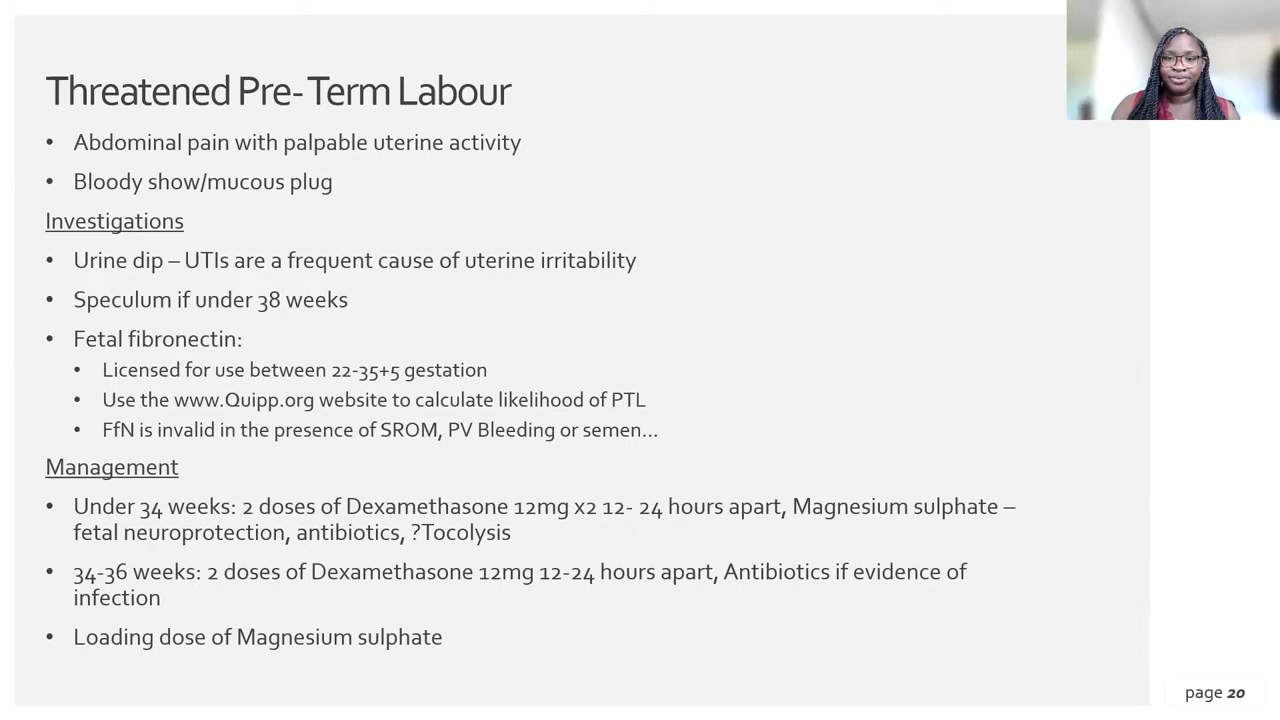 Threatened Pre-Term Labour
• Abdominal pain with palpable uterine activity
• Bloody show/mucous plug
Investigations
• Urine dip – UTIs are a frequent cause of uterine irritability
• Speculum if under 38 weeks
• Fetal fibronectin:
• Licensed for use between 22-35+5 gestation
• Use the www.Quipp.org website to calculate likelihood of PTL
• FfN is invalid in the presence of SROM, PV Bleeding or semen...
Management
• Under 34 weeks: 2 doses of Dexamethasone 12mg x2 12- 24 hours apart, Magnesium sulphate –
fetal neuroprotection, antibiotics, ?Tocolysis
• 34-36 weeks: 2 doses of Dexamethasone 12mg 12-24 hours apart, Antibiotics if evidence of
infection
• Loading dose of Magnesium sulphate
page 20